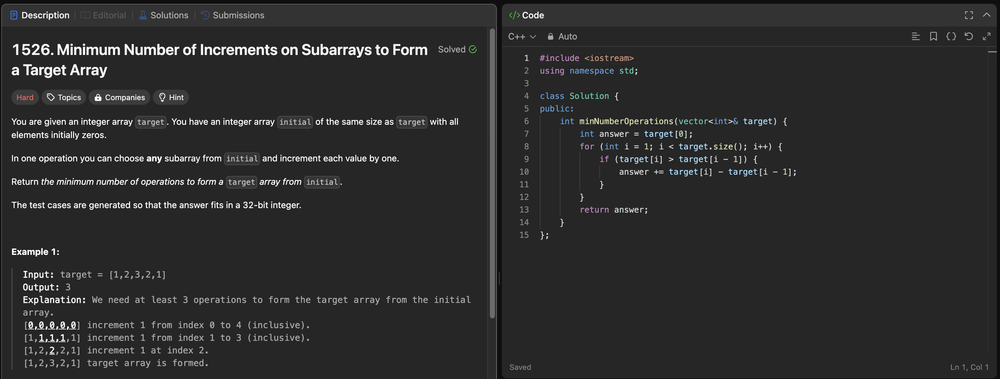 Description | Editorial | Solutions | Submissions
1526. Minimum Number of Increments on Subarrays to Form
a Target Array
Solved
Hard Topics Companies Hint
You are given an integer array target. You have an integer array initial of the same size as target with all
elements initially zeros.
In one operation you can choose any subarray from initial and increment each value by one.
Return the minimum number of operations to form a target array from initial.
The test cases are generated so that the answer fits in a 32-bit integer.
Example 1:
Input: target = [1,2,3,2,1]
Output: 3
Explanation: We need at least 3 operations to form the target array from the initial
array.
[0,0,0,0,0] increment 1 from index 0 to 4 (inclusive).
[1,1,1,1,1] increment 1 from index 1 to 3 (inclusive).
[1,2,2,2,1] increment 1 at index 2.
[1,2,3,2,1] target array is formed.
</> Code
C++ Auto
1 #include <iostream>
2 using namespace std;
3
4 class Solution {
5 public:
6     int minNumberOperations(vector<int>& target) {
7         int answer = target[0];
8         for (int i = 1; i < target.size(); i++) {
9             if (target[i] > target[i - 1]) {
10                 answer += target[i] - target[i - 1];
11             }
12         }
13         return answer;
14     }
15 };
Saved
Ln 1, Col 1